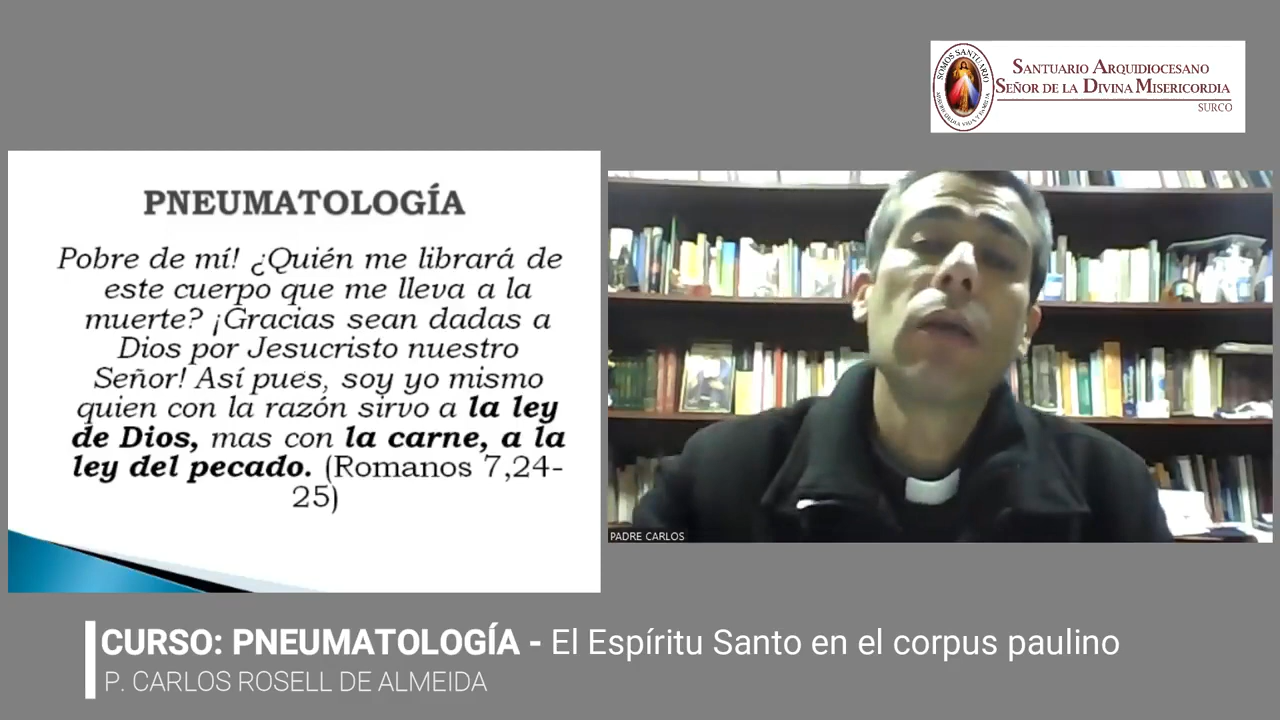 SOMOS SANTUARIO
SANTUARIO ARQUIDIOCESANO
SEÑOR DE LA DIVINA MISERICORDIA
SURCO
PNEUMATOLOGÍA
Pobre de mí! ¿Quién me librará de
este cuerpo que me lleva a la
muerte? ¡Gracias sean dadas a
Dios por Jesucristo nuestro
Señor! Así pues, soy yo mismo
quien con la razón sirvo a la ley
de Dios, mas con la carne, a la
ley del pecado. (Romanos 7,24-
25)
PADRE CARLOS
CURSO: PNEUMATOLOGÍA - El Espíritu Santo en el corpus paulino
P. CARLOS ROSELL DE ALMEIDA